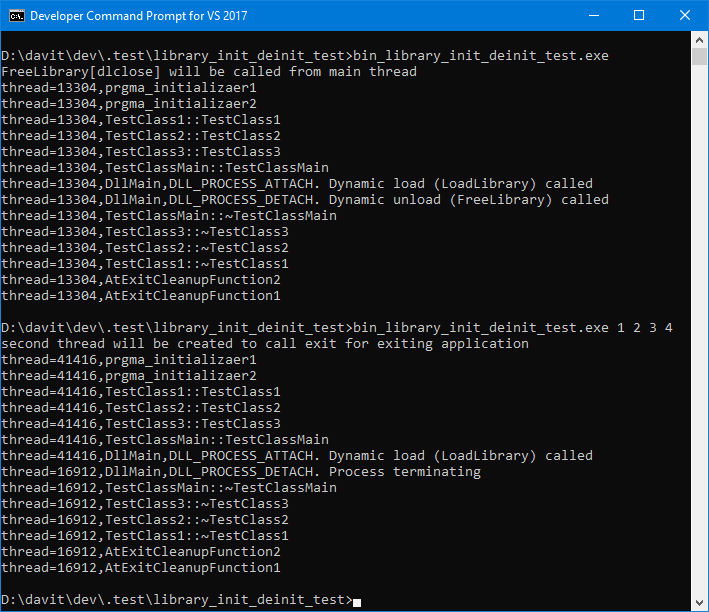 Developer Command Prompt for VS 2017
D:\davit\dev\.test\library_init_deinit_test>bin_library_init_deinit_test.exe
FreeLibrary[dlclose] will be called from main thread
thread=13304,prgma_initializaer1
thread=13304,prgma_initializaer2
thread=13304,TestClass1::TestClass1
thread=13304,TestClass2::TestClass2
thread=13304,TestClass3::TestClass3
thread=13304,TestClassMain::TestClassMain
thread=13304,DllMain,DLL_PROCESS_ATTACH. Dynamic load (LoadLibrary) called
thread=13304,DllMain,DLL_PROCESS_DETACH. Dynamic unload (FreeLibrary) called
thread=13304,TestClassMain::~TestClassMain
thread=13304,TestClass3::~TestClass3
thread=13304,TestClass2::~TestClass2
thread=13304,TestClass1::~TestClass1
thread=13304,AtExitCleanupFunction2
thread=13304,AtExitCleanupFunction1
D:\davit\dev\.test\library_init_deinit_test>bin_library_init_deinit_test.exe 1 2 3 4
second thread will be created to call exit for exiting application
thread=41416,prgma_initializaer1
thread=41416,prgma_initializaer2
thread=41416,TestClass1::TestClass1
thread=41416,TestClass2::TestClass2
thread=41416,TestClass3::TestClass3
thread=41416,TestClassMain::TestClassMain
thread=41416,DllMain,DLL_PROCESS_ATTACH. Dynamic load (LoadLibrary) called
thread=16912,DllMain,DLL_PROCESS_DETACH. Process terminating
thread=16912,TestClassMain::~TestClassMain
thread=16912,TestClass3::~TestClass3
thread=16912,TestClass2::~TestClass2
thread=16912,TestClass1::~TestClass1
thread=16912,AtExitCleanupFunction2
thread=16912,AtExitCleanupFunction1
D:\davit\dev\.test\library_init_deinit_test>